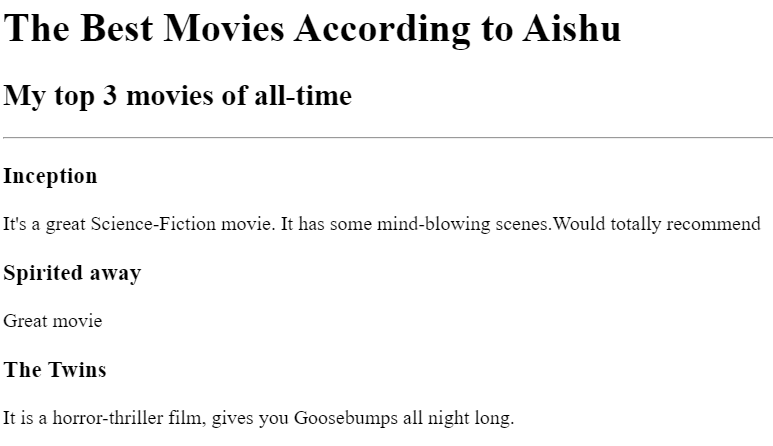 The Best Movies According to Aishu
My top 3 movies of all-time
Inception
It's a great Science-Fiction movie. It has some mind-blowing scenes.Would totally recommend
Spirited away
Great movie
The Twins
It is a horror-thriller film, gives you Goosebumps all night long.